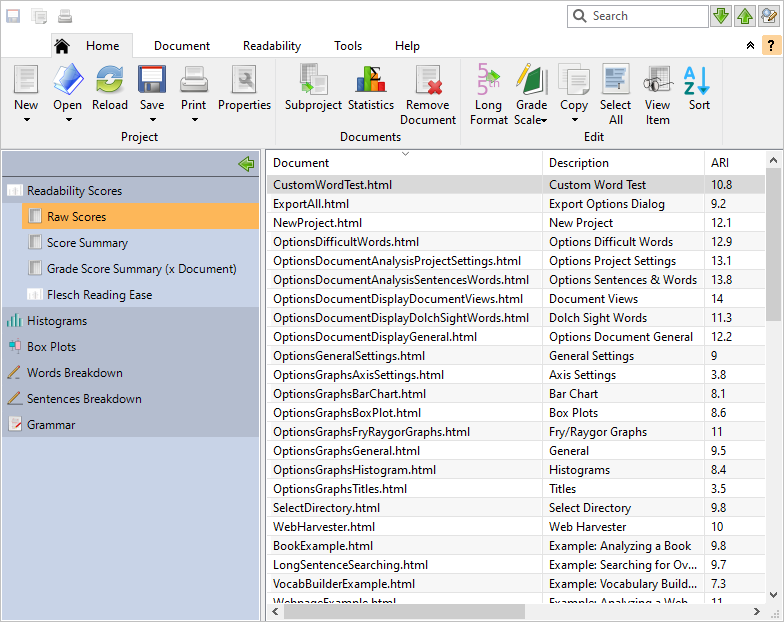 Search
Home Document Readability Tools Help
?
New Open Reload Save Print Properties Subproject Statistics Remove Document Long Format Grade Scale Copy Select All View Item Sort
Project Documents Edit
Document Description ARI
Readability Scores
Raw Scores
Score Summary
Grade Score Summary (x Document)
Flesch Reading Ease
Histograms
Box Plots
Words Breakdown
Sentences Breakdown
Grammar
CustomWordTest.html Custom Word Test 10.8
ExportAll.html Export Options Dialog 9.2
NewProject.html New Project 12.1
OptionsDifficultWords.html Options Difficult Words 12.9
OptionsDocumentAnalysisProjectSettings.html Options Project Settings 13.1
OptionsDocumentAnalysisSentencesWords.html Options Sentences & Words 13.8
OptionsDocumentDisplayDocumentViews.html Document Views 14
OptionsDocumentDisplayDolchSightWords.html Dolch Sight Words 11.3
OptionsDocumentDisplayGeneral.html Options Document General 12.2
OptionsGeneralSettings.html General Settings 9
OptionsGraphsAxisSettings.html Axis Settings 3.8
OptionsGraphsBarChart.html Bar Chart 8.1
OptionsGraphsBoxPlot.html Box Plots 8.6
OptionsGraphsFryRaygorGraphs.html Fry/Raygor Graphs 11
OptionsGraphsGeneral.html General 9.5
OptionsGraphsHistogram.html Histograms 8.4
OptionsGraphsTitles.html Titles 3.5
SelectDirectory.html Select Directory 9.8
WebHarvester.html Web Harvester 10
BookExample.html Example: Analyzing a Book 9.8
LongSentenceSearching.html Example: Searching for Ov... 9.7
VocabBuilderExample.html Example: Vocabulary Build... 7.3
WebpageExample.html Example: Analyzing a Web 11